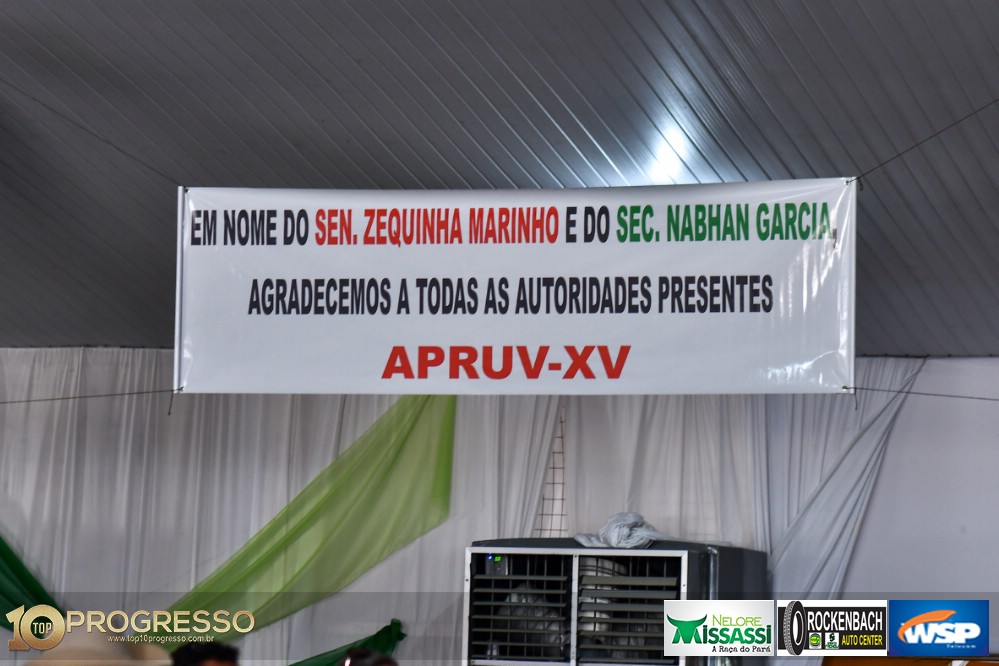 EM NOME DO SEN. ZEQUINHA MARINHO E DO SEC. NABHAN GARCIA,
AGRADECEMOS A TODAS AS AUTORIDADES PRESENTES
APRUV-XV
10 TOP PROGRESSO
www.top10progresso.com.br
NELORE
MISSASSI
A Raça do Pará
ROCKENBACH
AUTO CENTER
WSP
Telecom